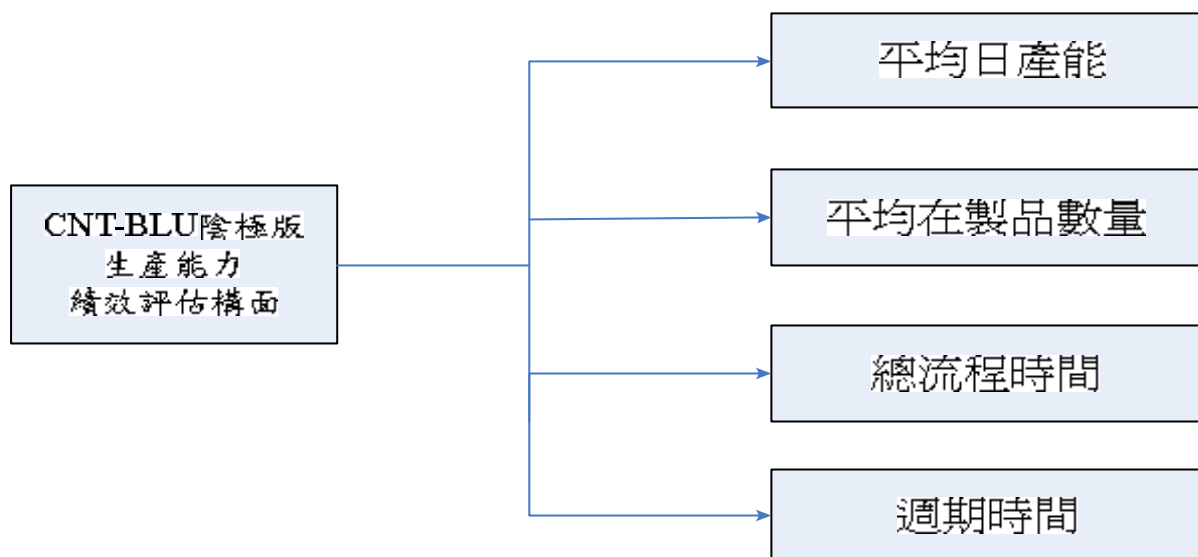 CNT-BLU陰極版
生產能力
績效評估構面
平均日產能
平均在製品數量
總流程時間
週期時間